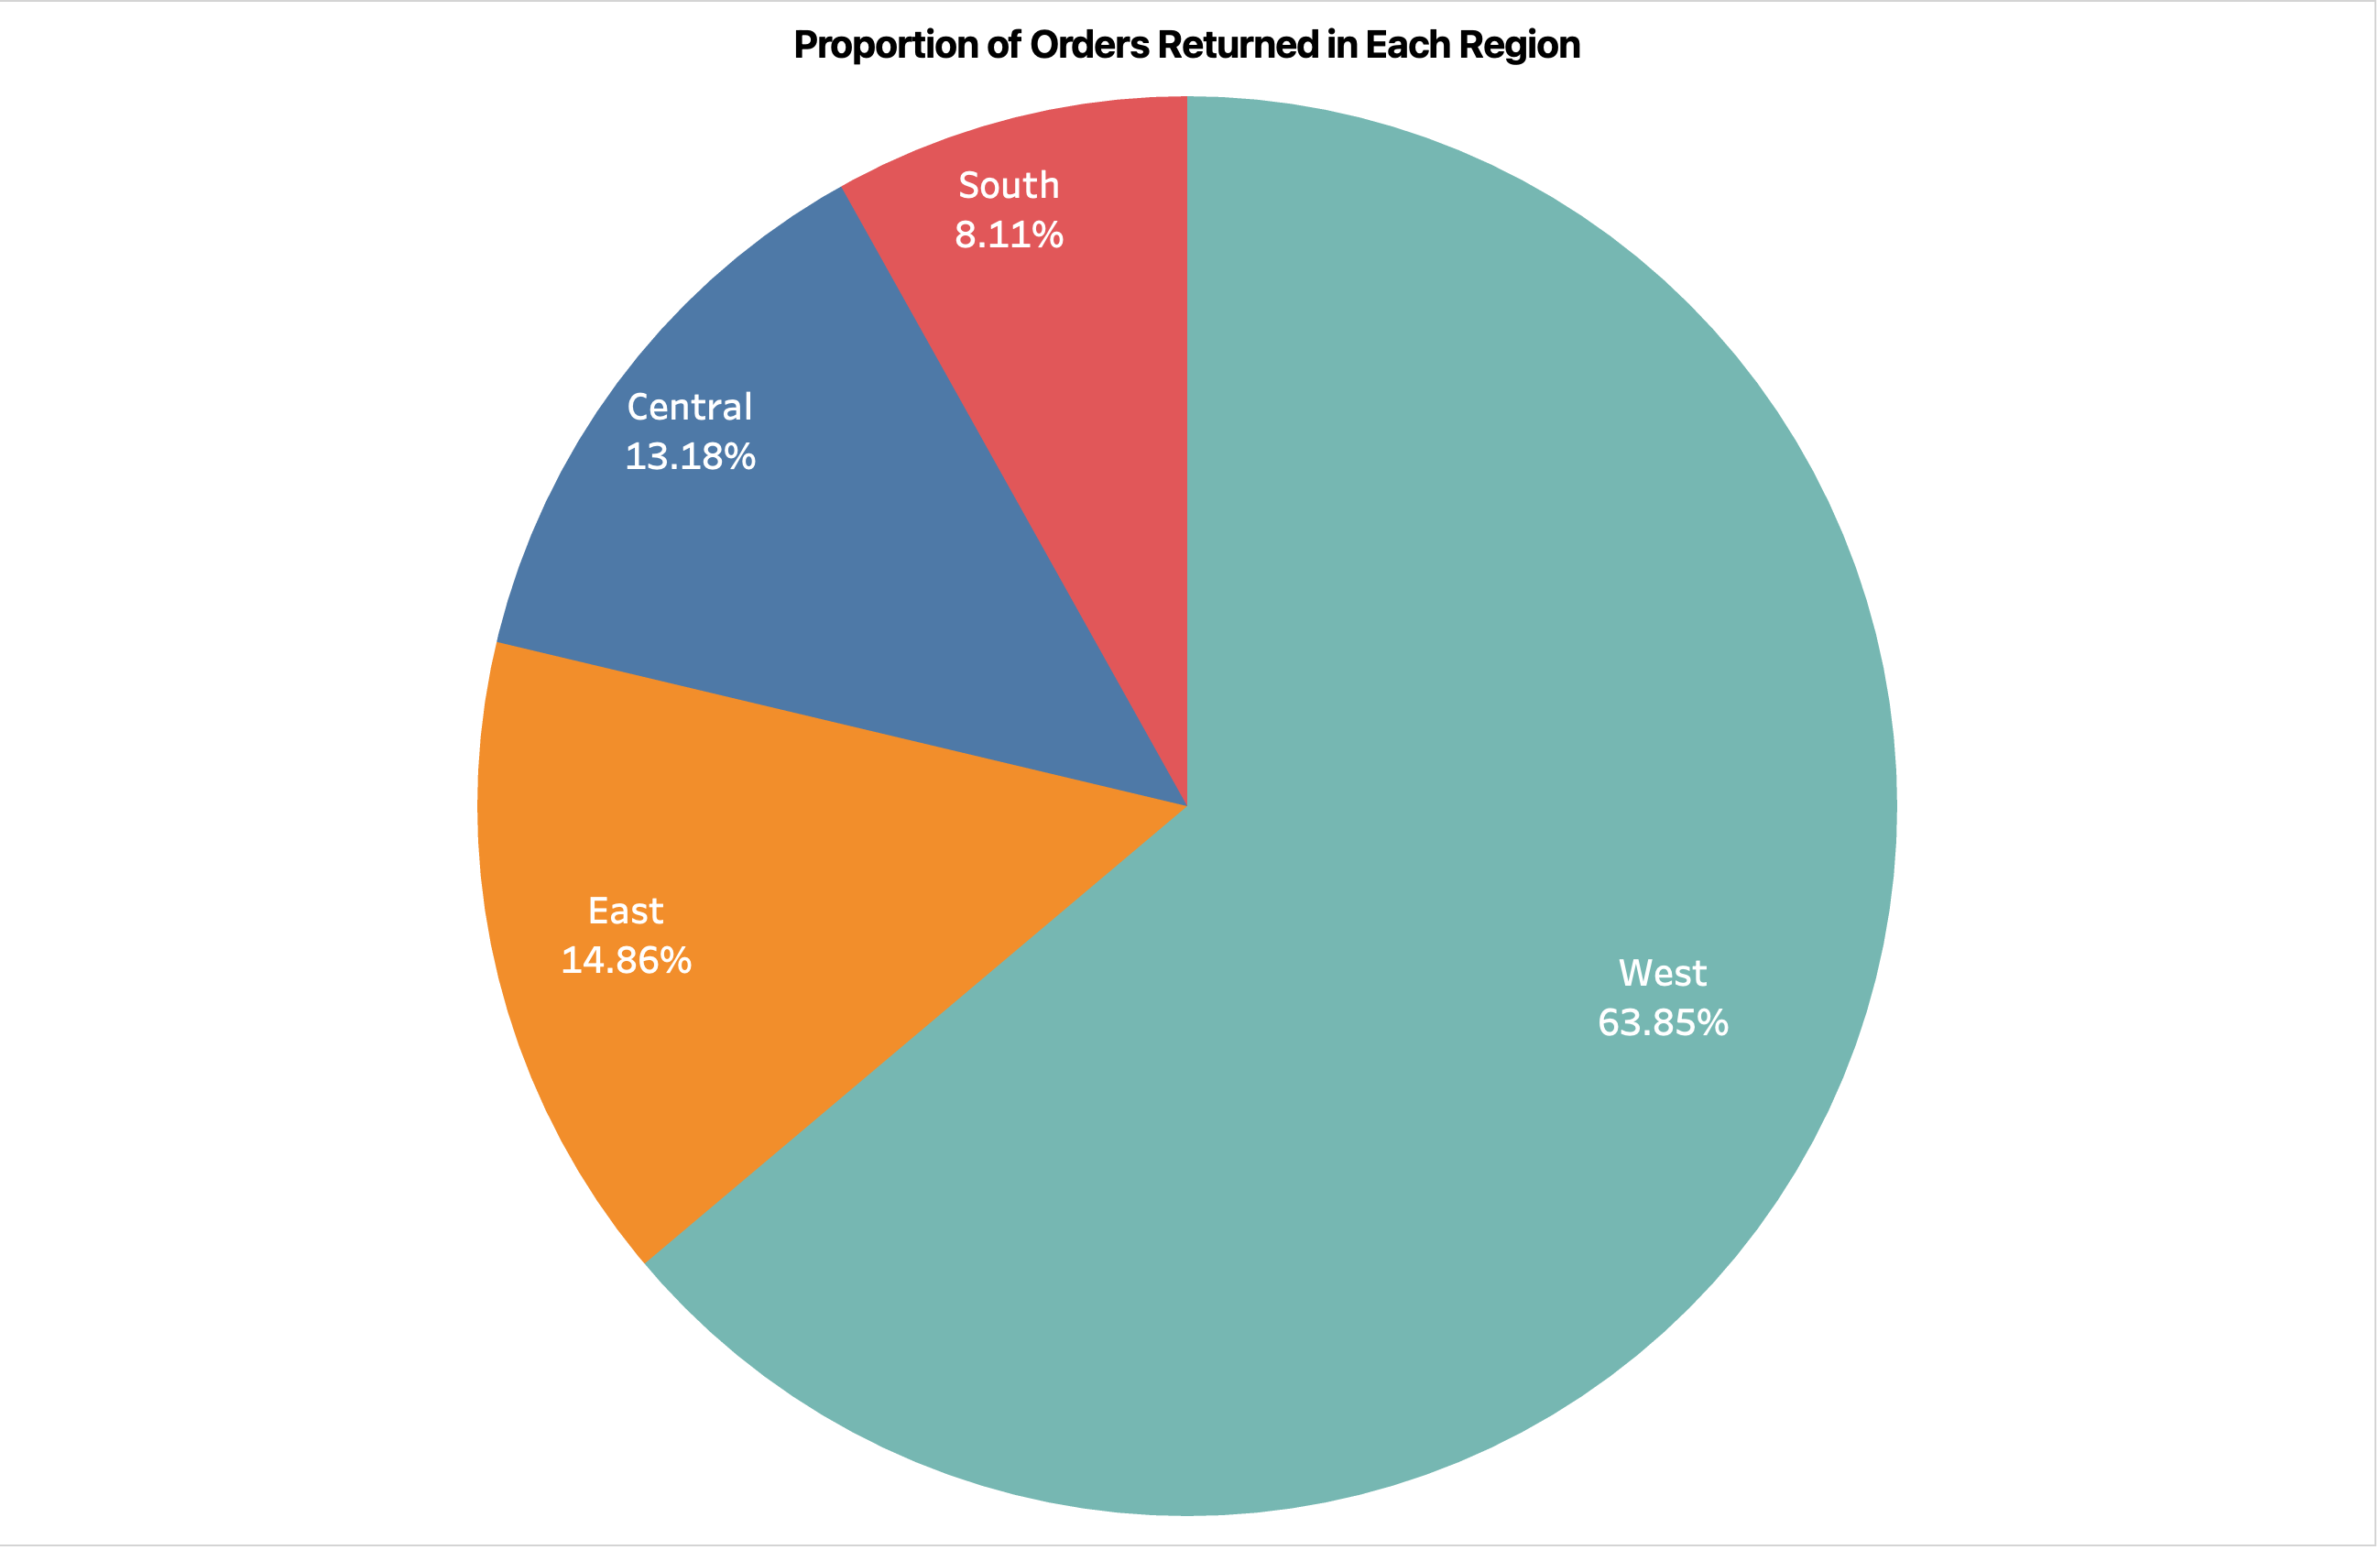 Proportion of Orders Returned in Each Region
South
8.11%
Central
13.18%
East
14.86%
West
63.85%